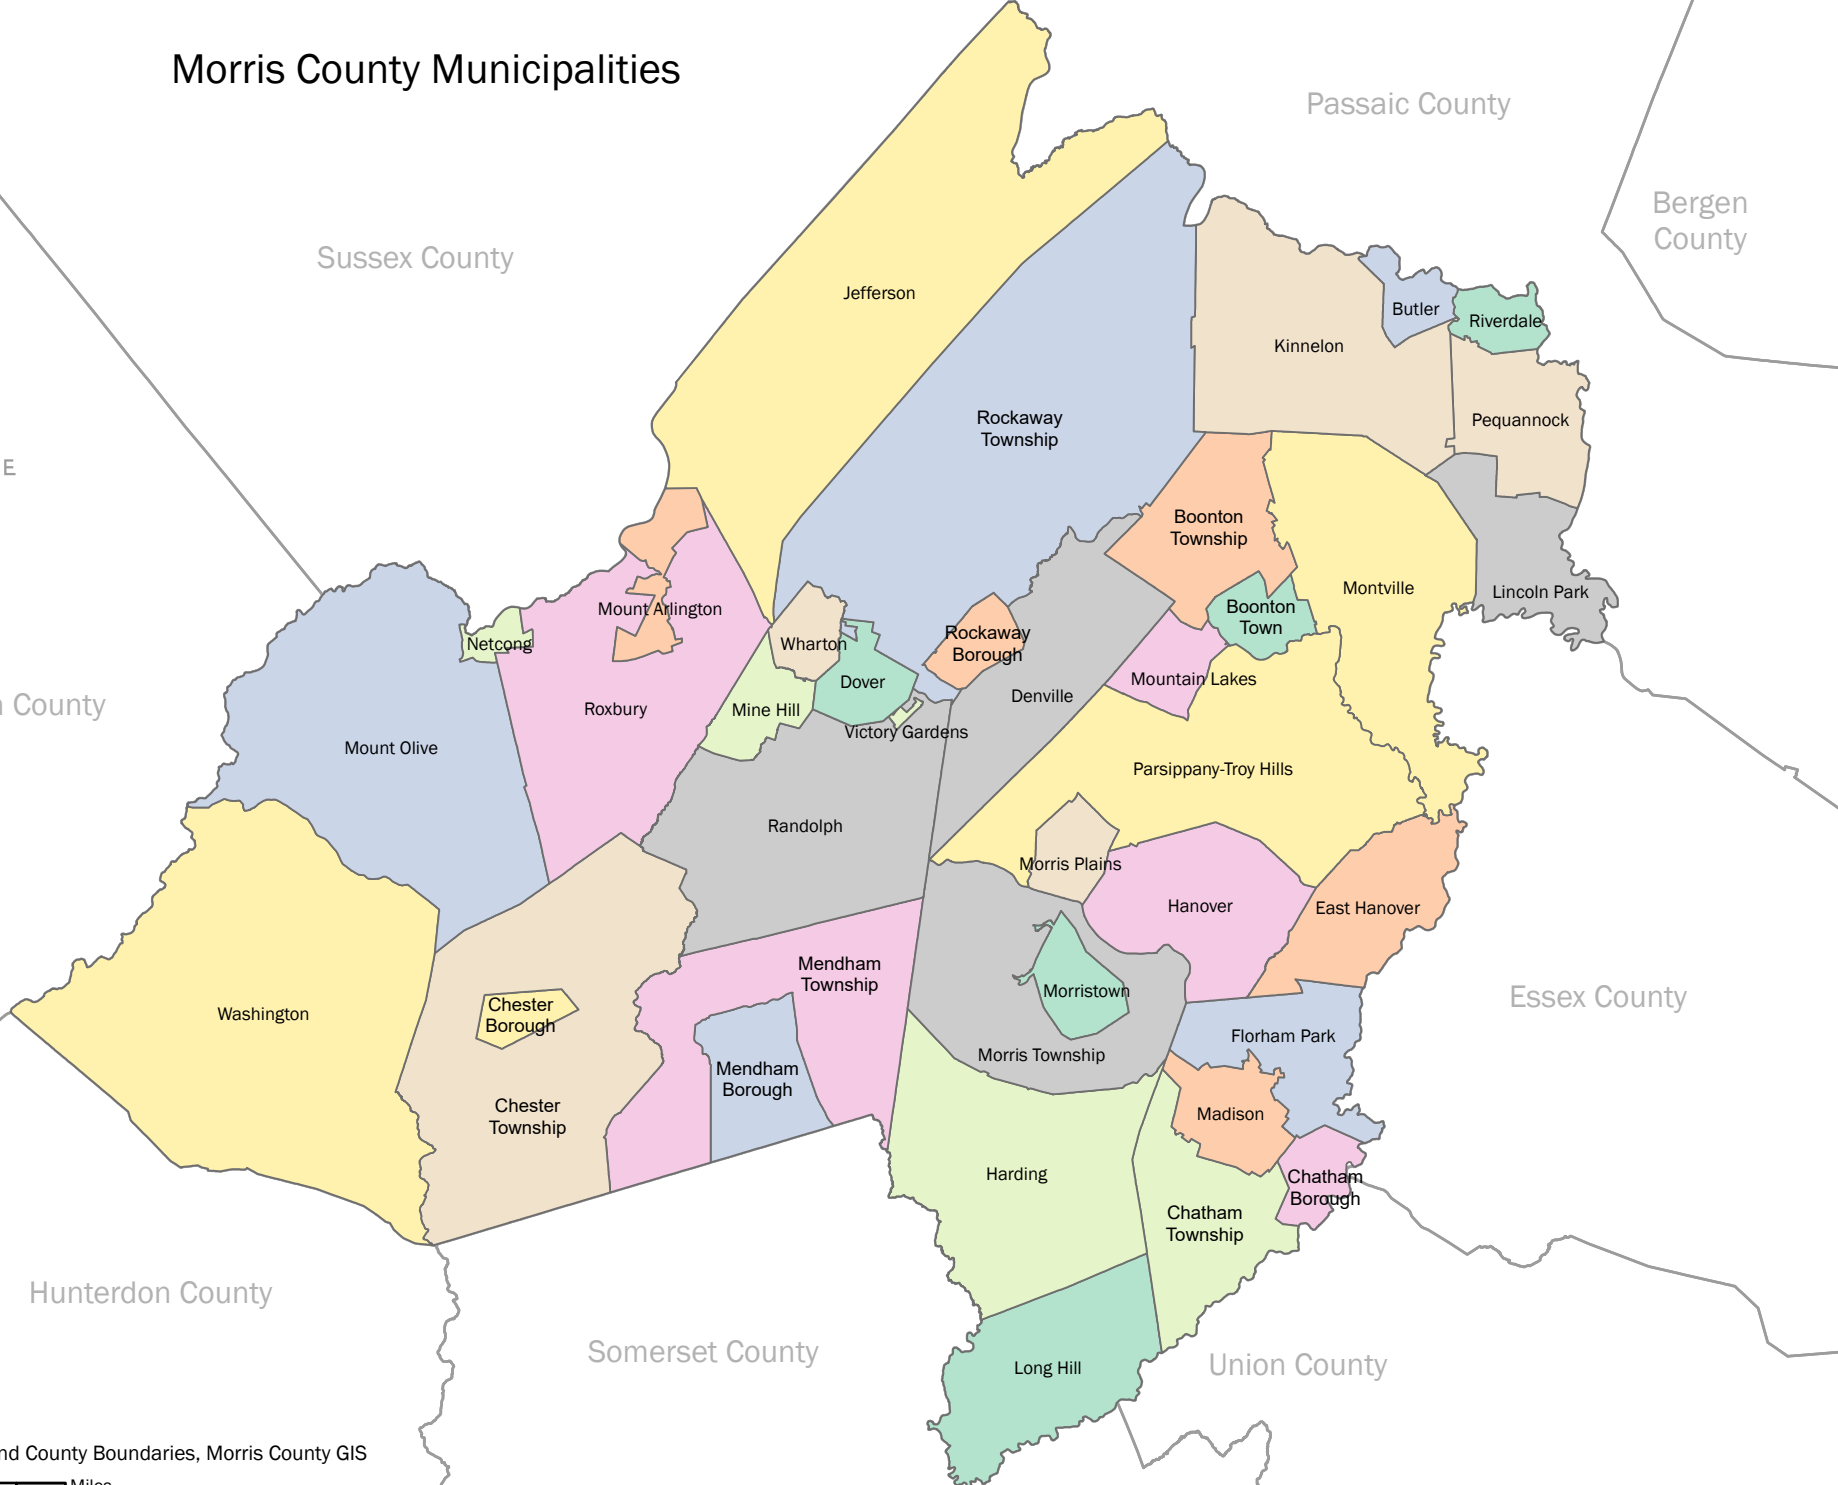 Morris County Municipalities
Passaic County
Bergen
County
Sussex County
Jefferson
Butler
Riverdale
Kinnelon
Rockaway
Township
Pequannock
E
Boonton
Township
Montville
Lincoln Park
Mount Arlington
Boonton
Town
Netcong
Wharton
Rockaway
Borough
Dover
Mountain Lakes
Denville
County
Roxbury
Mine Hill
Victory Gardens
Mount Olive
Parsippany-Troy Hills
Randolph
Morris Plains
Hanover
East Hanover
Mendham
Township
Morristown
Essex County
Washington
Chester
Borough
Florham Park
Morris Township
Mendham
Borough
Chester
Township
Madison
Harding
Chatham
Borough
Chatham
Township
Hunterdon County
Somerset County
Long Hill
Union County
nd County Boundaries, Morris County GIS
Miles